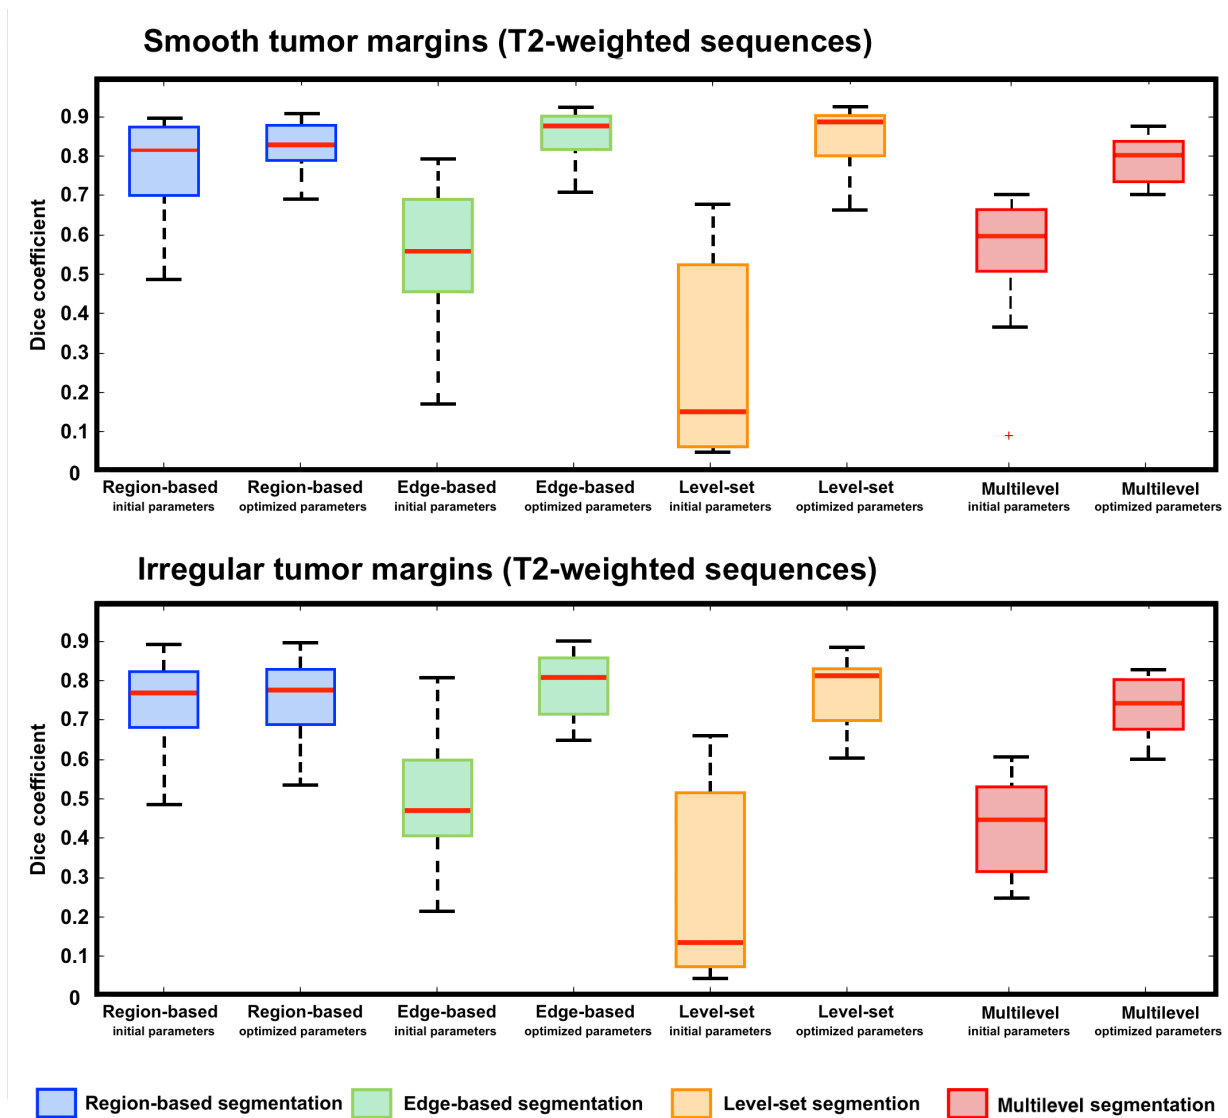 Smooth tumor margins (T2-weighted sequences)
Dice coefficient
0.9
0.8
0.7
0.6
0.5
0.4
0.3
0.2
0.1
0
Region-based Region-based Edge-based Edge-based Level-set Level-set Multilevel Multilevel
initial parameters optimized parameters initial parameters optimized parameters initial parameters optimized parameters initial parameters optimized parameters
Irregular tumor margins (T2-weighted sequences)
Dice coefficient
0.9
0.8
0.7
0.6
0.5
0.4
0.3
0.2
0.1
0
Region-based Region-based Edge-based Edge-based Level-set Level-set Multilevel Multilevel
initial parameters optimized parameters initial parameters optimized parameters initial parameters optimized parameters initial parameters optimized parameters
Region-based segmentation Edge-based segmentation Level-set segmention Multilevel segmentation